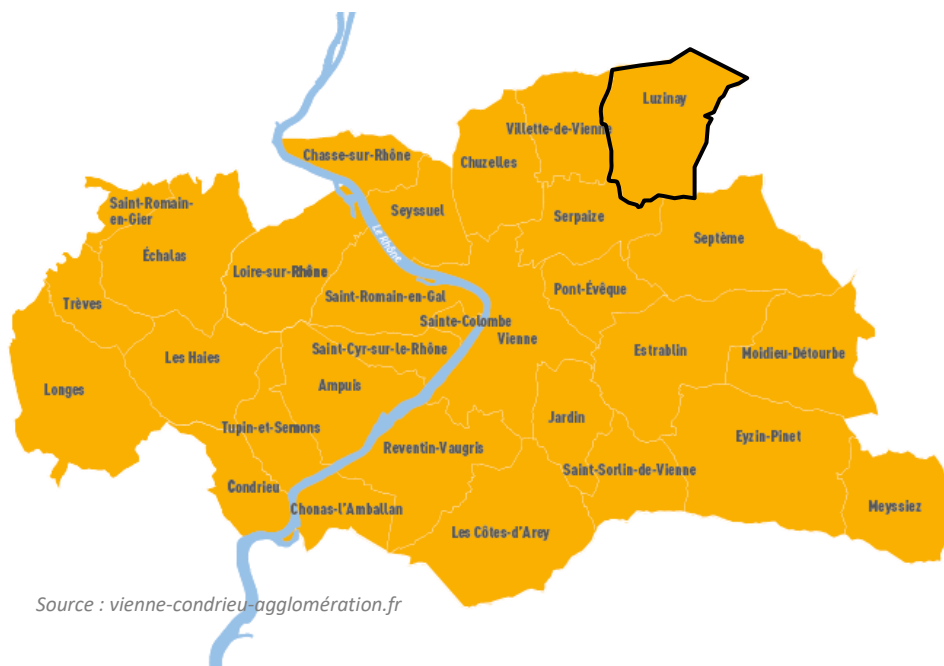 Luzinay
Villette-de-Vienne
Chasse-sur-Rhône
Chuzelles
Saint-Romain-
en-Gier
Seyssuel
Serpaize
Le Rhône
Septème
Échalas
Loire-sur-Rhône
Pont-Évêque
Trèves
Saint-Romain-en-Gal
Sainte-Colombe
Vienne
Saint-Cyr-sur-le-Rhône
Estrablin
Moidieu-Détourbe
Les Haies
Ampuis
Longes
Jardin
Tupin-et-Semons
Eyzin-Pinet
Reventin-Vaugris
Saint-Sorlin-de-Vienne
Condrieu
Chonas-l'Amballan
Meyssiez
Les Côtes-d'Arey
Source : vienne-condrieu-agglomération.fr